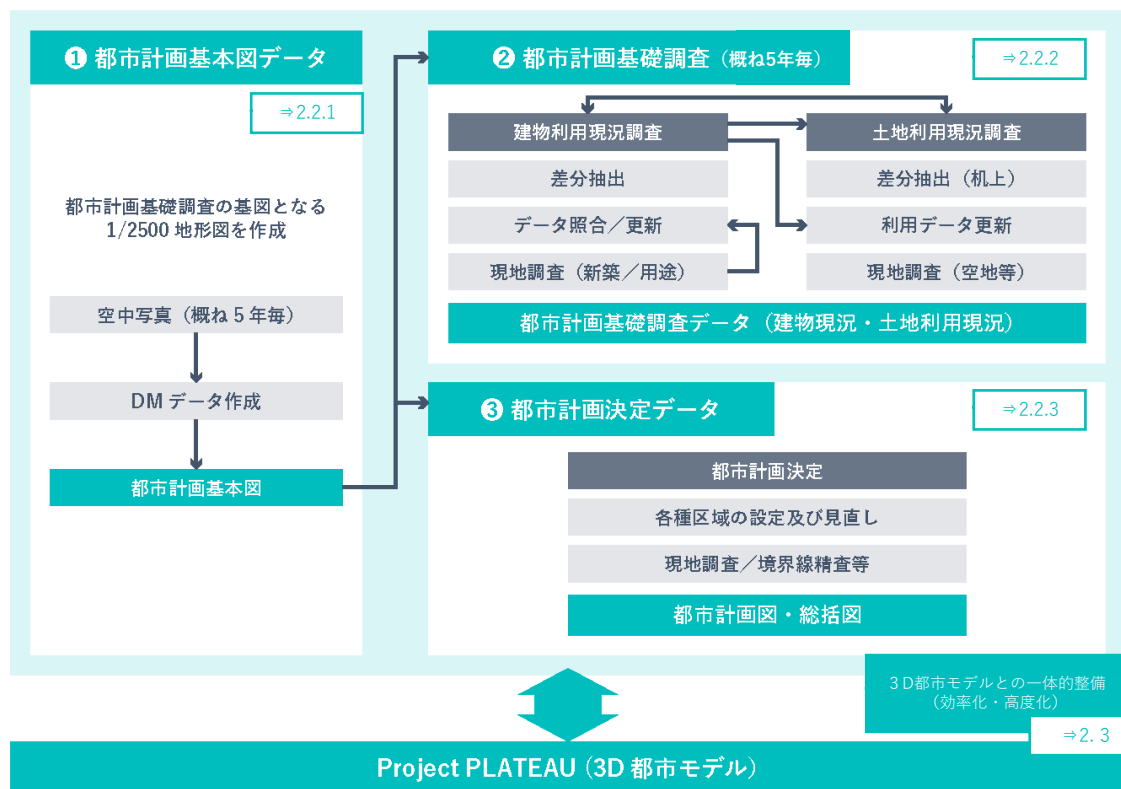 ❶ 都市計画基本図データ
⇒2.2.1
都市計画基礎調査の基図となる
1/2500 地形図を作成
空中写真（概ね 5 年毎）
DM データ作成
都市計画基本図
❷ 都市計画基礎調査（概ね5年毎）
⇒2.2.2
建物利用現況調査
土地利用現況調査
差分抽出
差分抽出（机上）
データ照合／更新
利用データ更新
現地調査（新築／用途）
現地調査（空地等）
都市計画基礎調査データ（建物現況・土地利用現況）
❸ 都市計画決定データ
⇒2.2.3
都市計画決定
各種区域の設定及び見直し
現地調査／境界線精査等
都市計画図・総括図
３D都市モデルとの一体的整備
（効率化・高度化）
⇒2. 3
Project PLATEAU（3D 都市モデル）